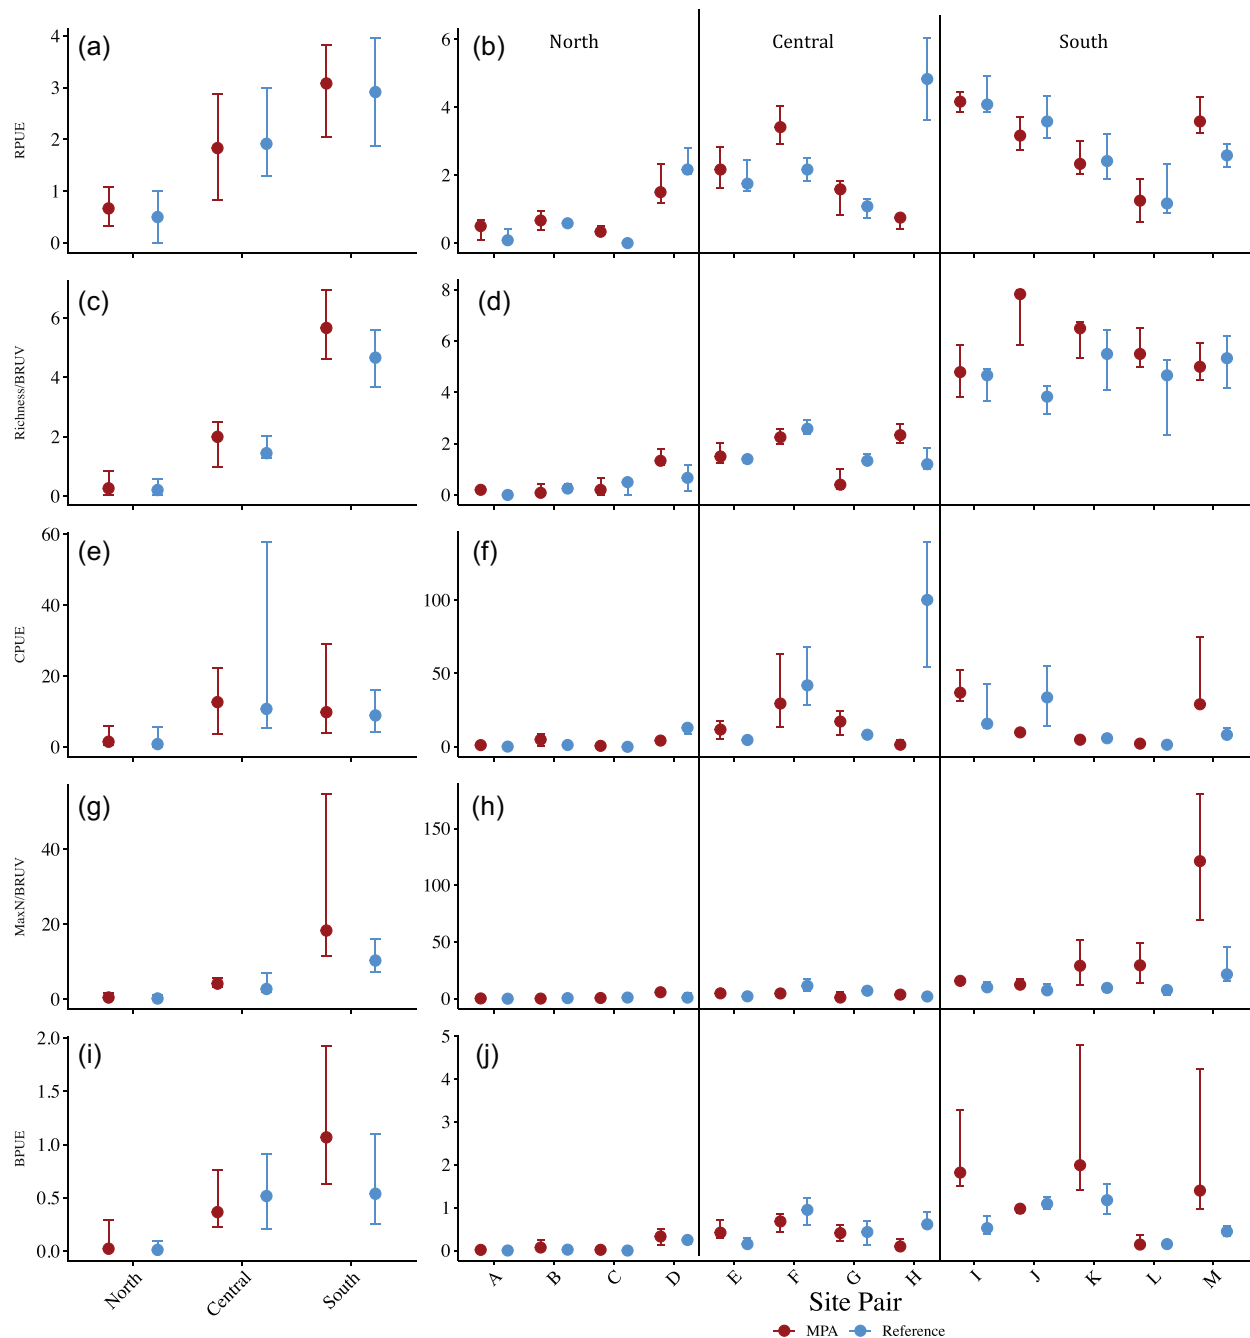 (a)
RPUE
4
3
2
1
0
(b)
North
Central
South
6
4
2
0
(c)
Richness/BRUV
6
4
2
0
(d)
8
6
4
2
0
(e)
CPUE
60
40
20
0
(f)
100
50
0
(g)
MaxN/BRUV
40
20
0
(h)
150
100
50
0
(i)
BPUE
2.0
1.5
1.0
0.5
0.0
North
Central
South
(j)
5
4
3
2
1
0
A
B
C
D
E
F
G
H
I
J
K
L
M
Site Pair
MPA
Reference